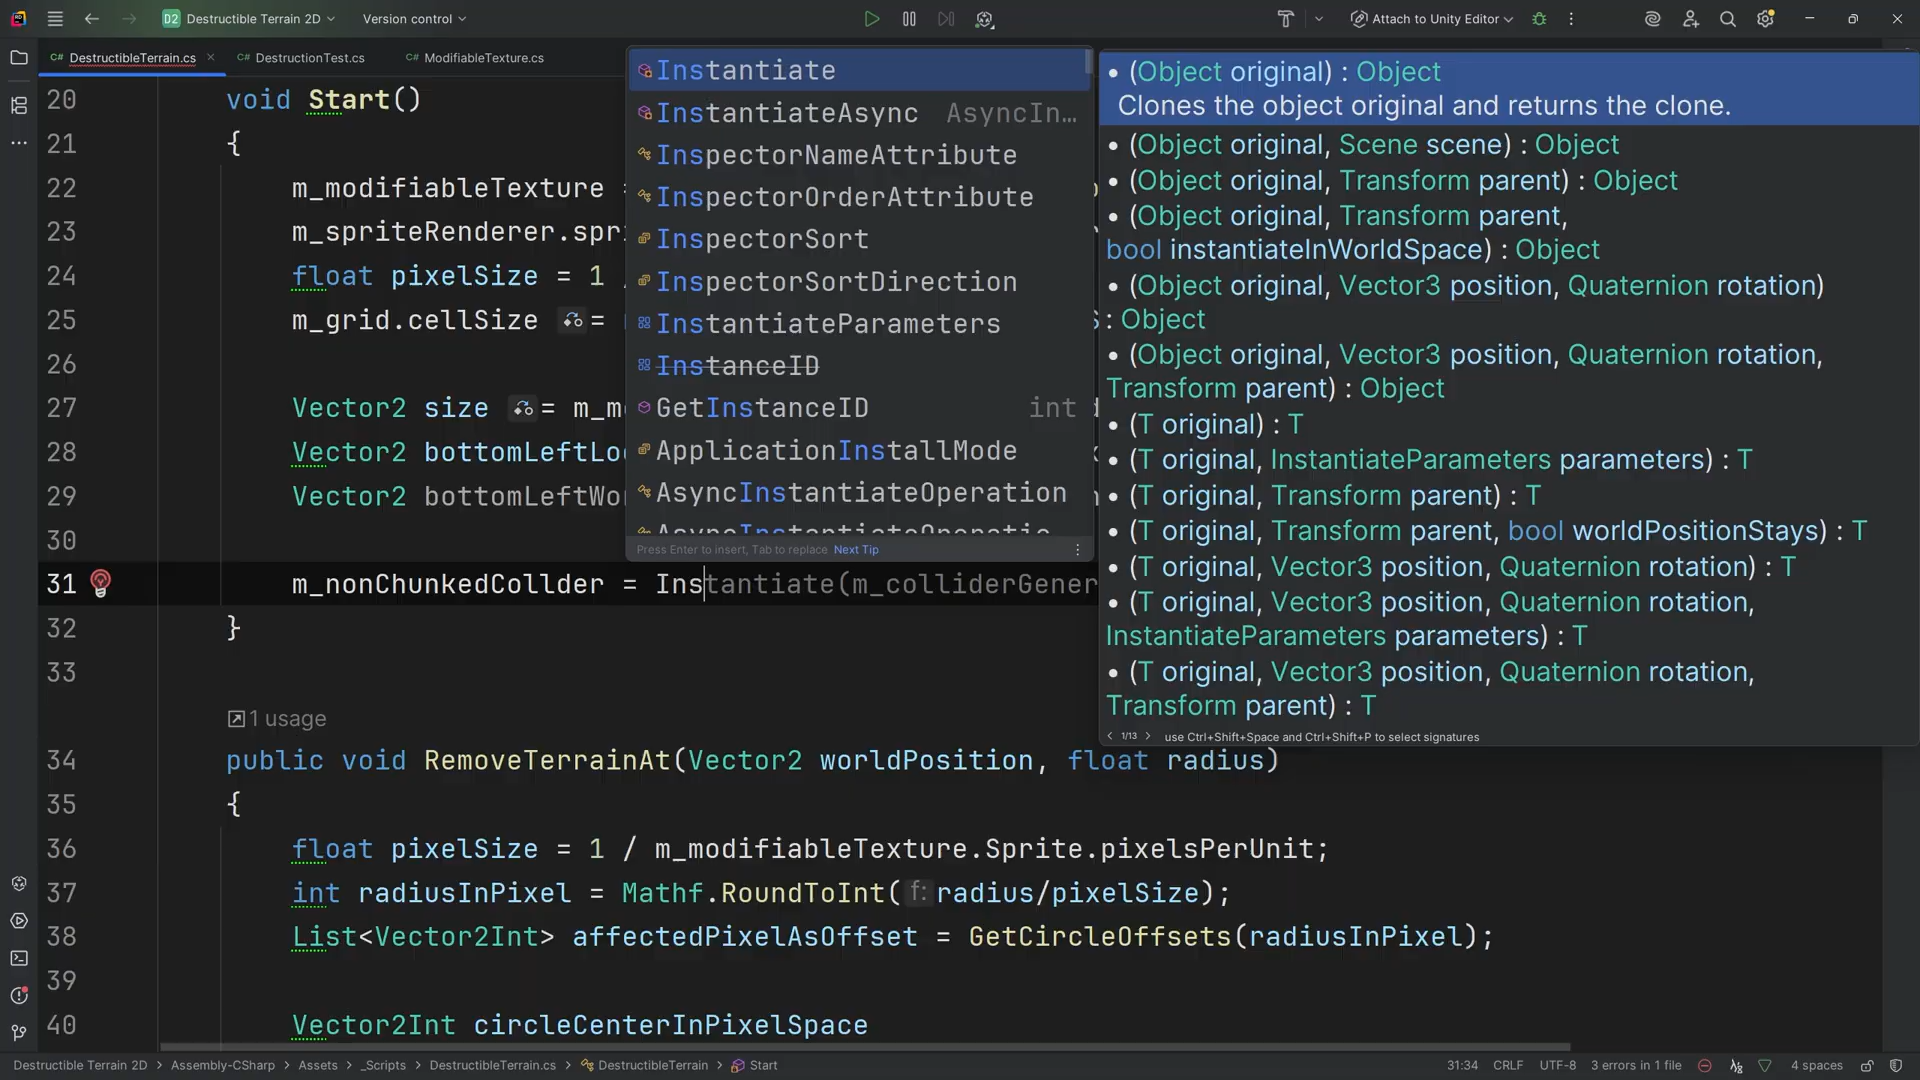 D2 Destructible Terrain 2D Version control Attach to Unity Editor
C# DestructibleTerrain.cs C# DestructionTest.cs C# ModifiableTexture.cs
20 void Start()
21 {
22 m_modifiableTexture =
23 m_spriteRenderer.spri
24 float pixelSize = 1
25 m_grid.cellSize =
26
27 Vector2 size = m_m
28 Vector2 bottomLeftLo
29 Vector2 bottomLeftWo
30
31 m_nonChunkedCollder = Instantiate(m_colliderGener
32 }
33
1 usage
34 public void RemoveTerrainAt(Vector2 worldPosition, float radius)
35 {
36 float pixelSize = 1 / m_modifiableTexture.Sprite.pixelsPerUnit;
37 int radiusInPixel = Mathf.RoundToInt(f: radius/pixelSize);
38 List<Vector2Int> affectedPixelAsOffset = GetCircleOffsets(radiusInPixel);
39
40 Vector2Int circleCenterInPixelSpace
Instantiate
InstantiateAsync AsyncIn…
InspectorNameAttribute
InspectorOrderAttribute
InspectorSort
InspectorSortDirection
InstantiateParameters
InstanceID
GetInstanceID int
ApplicationInstallMode
AsyncInstantiateOperation
AsyncInstantiateOperatio
Press Enter to insert, Tab to replace Next Tip
• (Object original) : Object
Clones the object original and returns the clone.
• (Object original, Scene scene) : Object
• (Object original, Transform parent) : Object
• (Object original, Transform parent,
bool instantiateInWorldSpace) : Object
• (Object original, Vector3 position, Quaternion rotation)
: Object
• (Object original, Vector3 position, Quaternion rotation,
Transform parent) : Object
• (T original) : T
• (T original, InstantiateParameters parameters) : T
• (T original, Transform parent) : T
• (T original, Transform parent, bool worldPositionStays) : T
• (T original, Vector3 position, Quaternion rotation) : T
• (T original, Vector3 position, Quaternion rotation,
InstantiateParameters parameters) : T
• (T original, Vector3 position, Quaternion rotation,
Transform parent) : T
1/13 use Ctrl+Shift+Space and Ctrl+Shift+P to select signatures
Destructible Terrain 2D > Assembly-CSharp > Assets > _Scripts > DestructibleTerrain.cs > DestructibleTerrain > Start 31:34 CRLF UTF-8 3 errors in 1 file 4 spaces